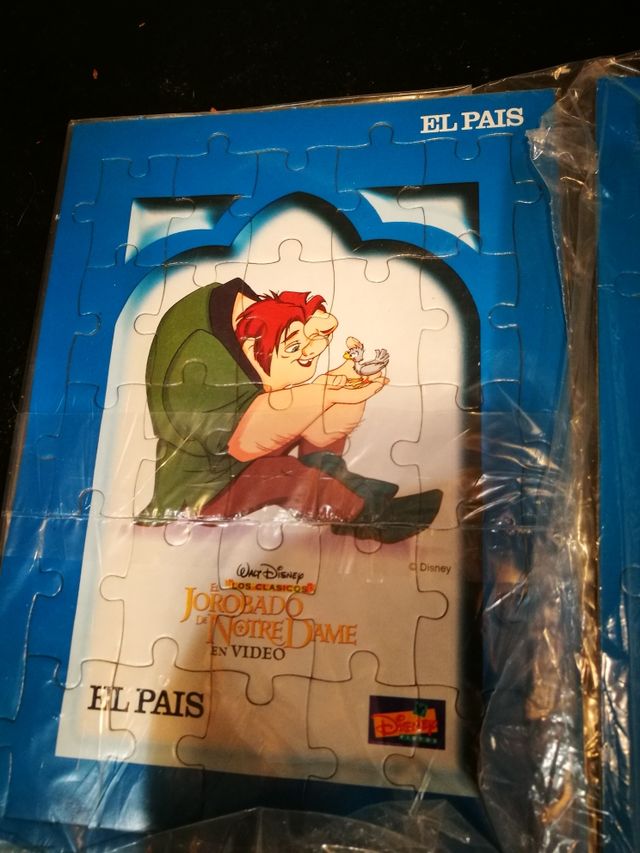 EL PAIS
© Disney
WALT DISNEY
LOS CLASICOS
EL
JOROBADO
DE NOTRE DAME
EN VIDEO
EL PAIS
DISNEY